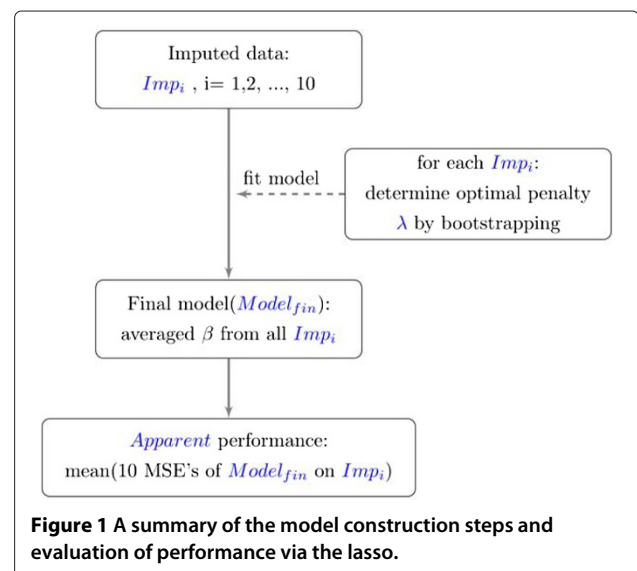 Imputed data:
Imp_i , i= 1,2, ..., 10
fit model
for each Imp_i:
determine optimal penalty
λ by bootstrapping
Final model(Model_fin):
averaged β from all Imp_i
Apparent performance:
mean(10 MSE's of Model_fin on Imp_i)
Figure 1 A summary of the model construction steps and
evaluation of performance via the lasso.